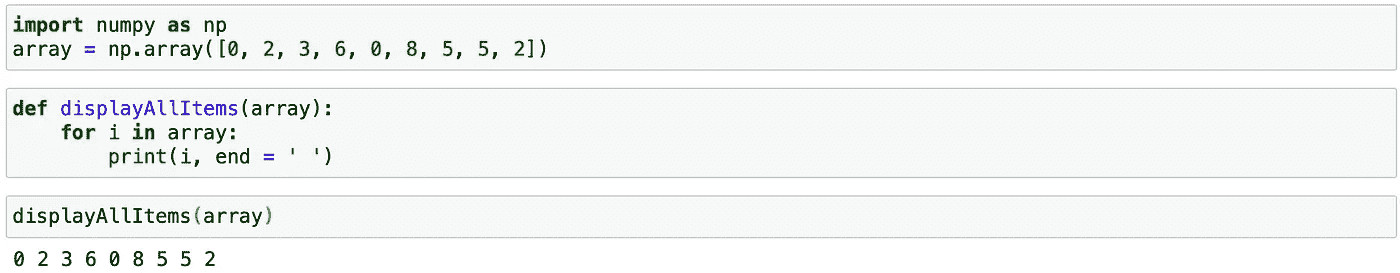 import numpy as np
array = np.array([0, 2, 3, 6, 0, 8, 5, 5, 2])
def displayAllItems(array):
    for i in array:
        print(i, end = ' ')
displayAllItems(array)
0 2 3 6 0 8 5 5 2